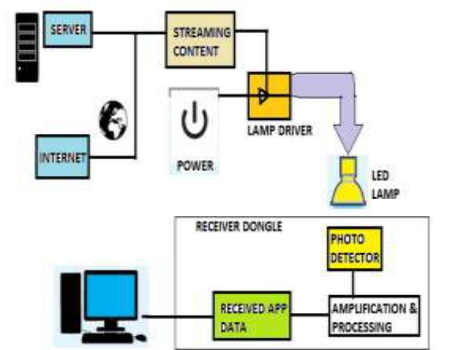 SERVER
STREAMING
CONTENT
INTERNET
POWER
LAMP DRIVER
LED
LAMP
RECEIVER DONGLE
PHOTO
DETECTOR
RECEIVED APP
DATA
AMPLIFICATION &
PROCESSING